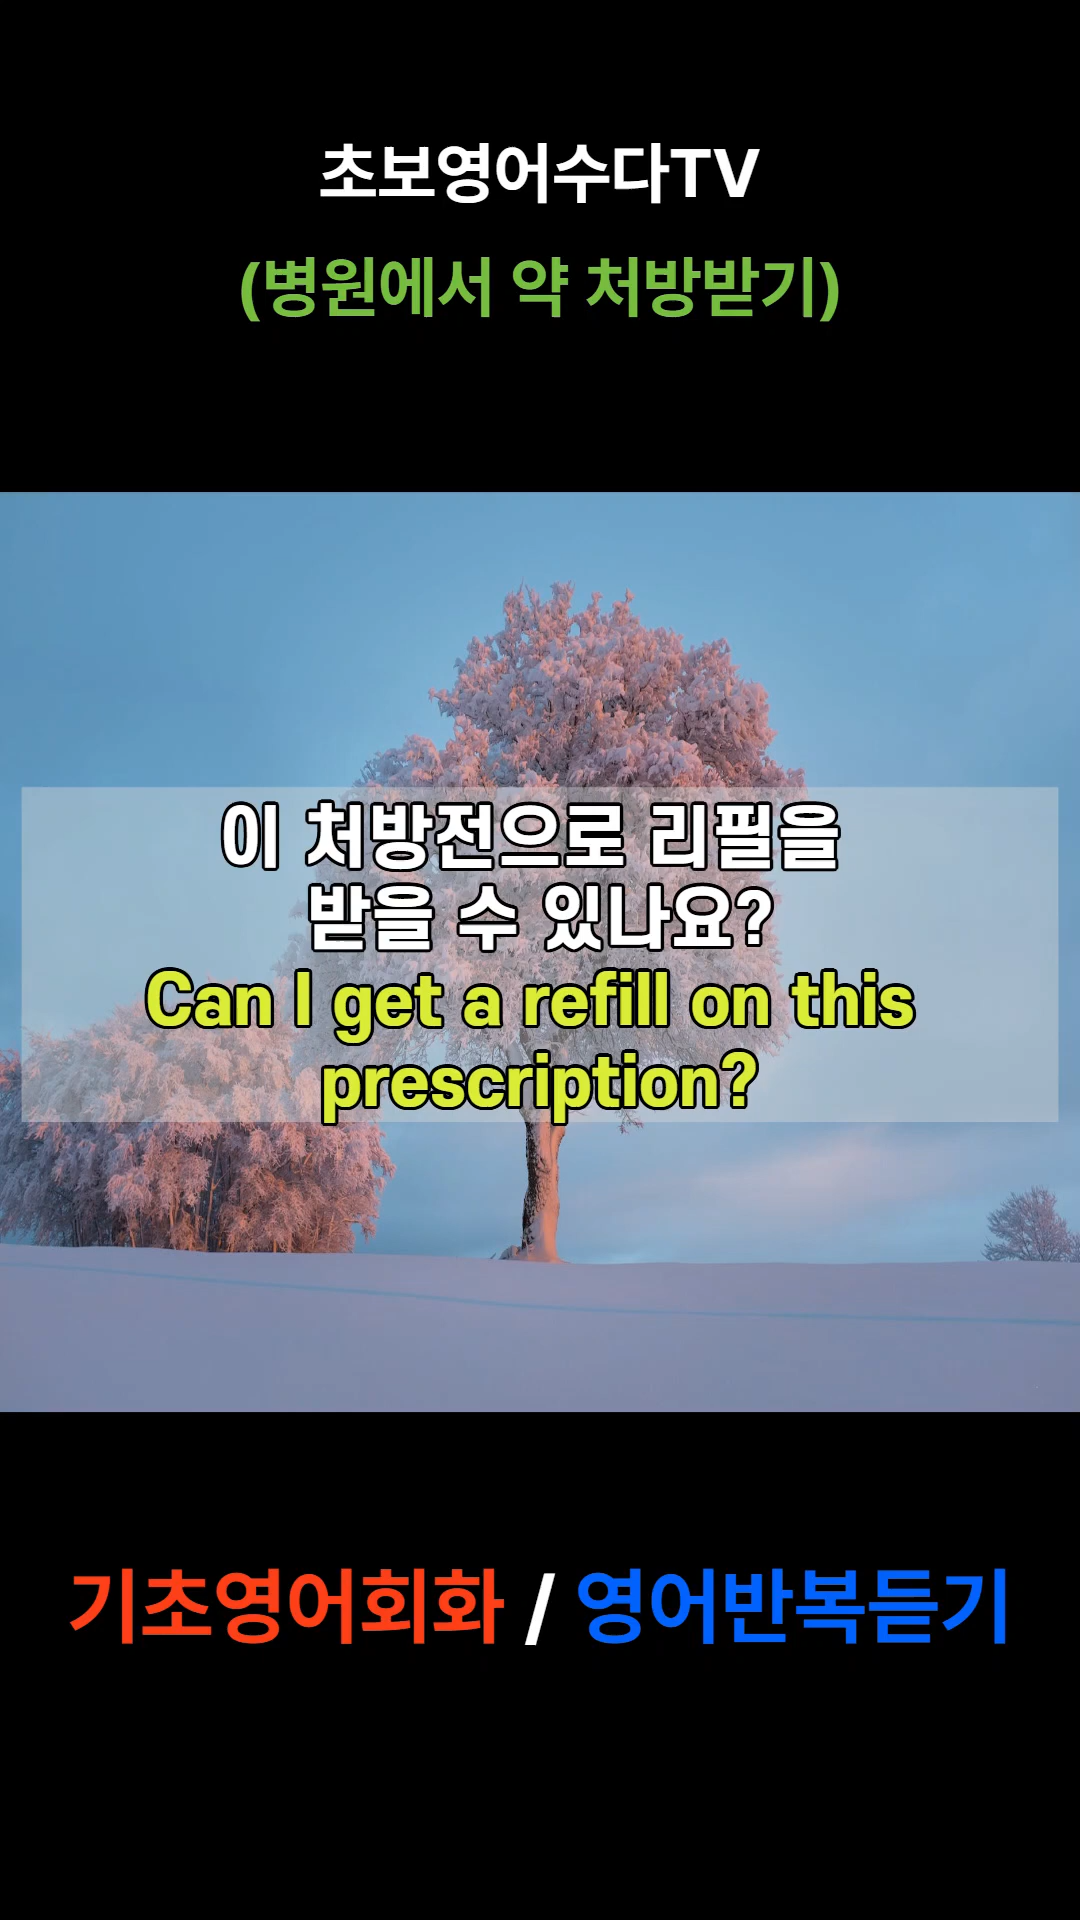 초보영어수다TV
(병원에서 약 처방받기)
이 처방전으로 리필을
받을 수 있나요?
Can I get a refill on this
prescription?
기초영어회화 / 영어반복듣기